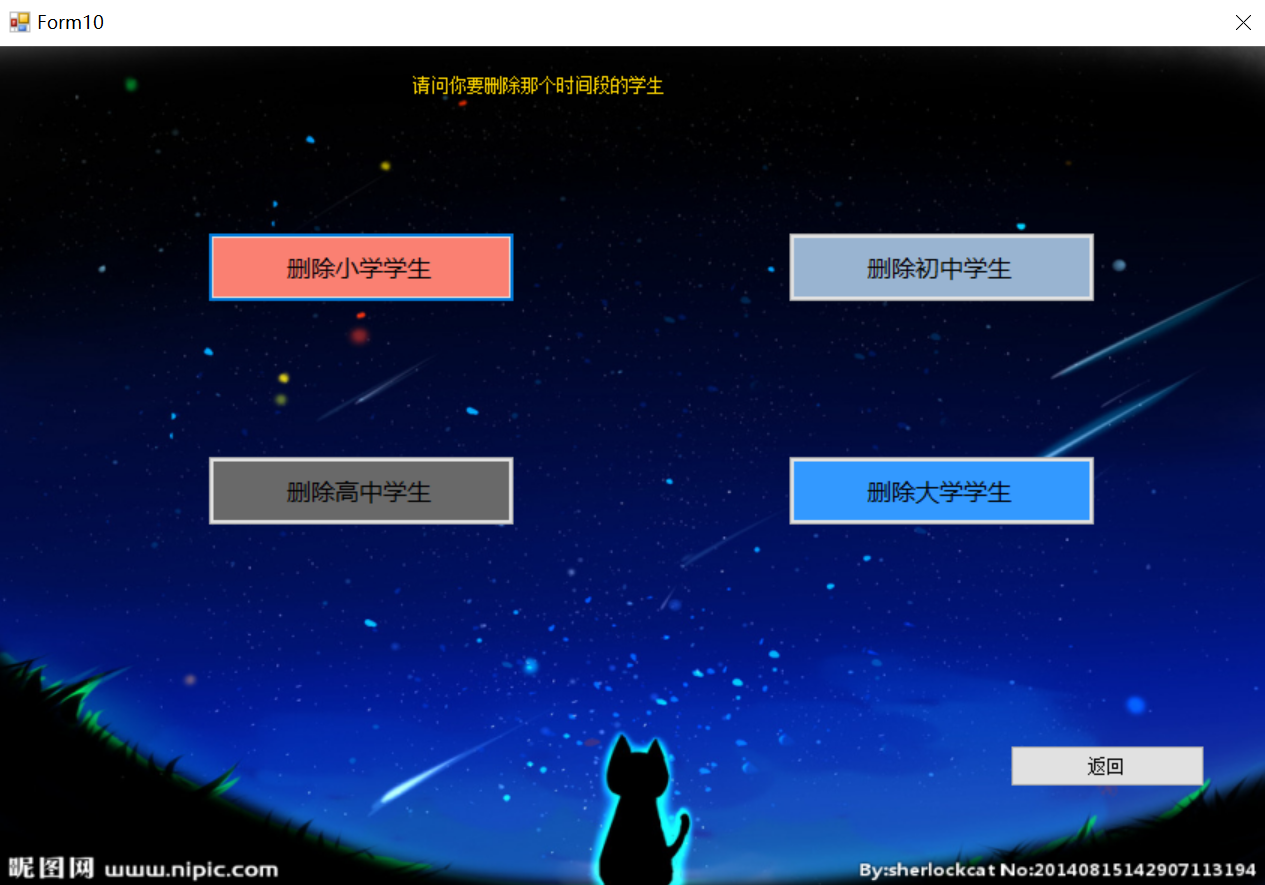 Form10
请问你要删除那个时间段的学生
删除小学学生
删除初中学生
删除高中学生
删除大学学生
返回
昵图网 www.nipic.com
By:sherlockcat No:20140815142907113194